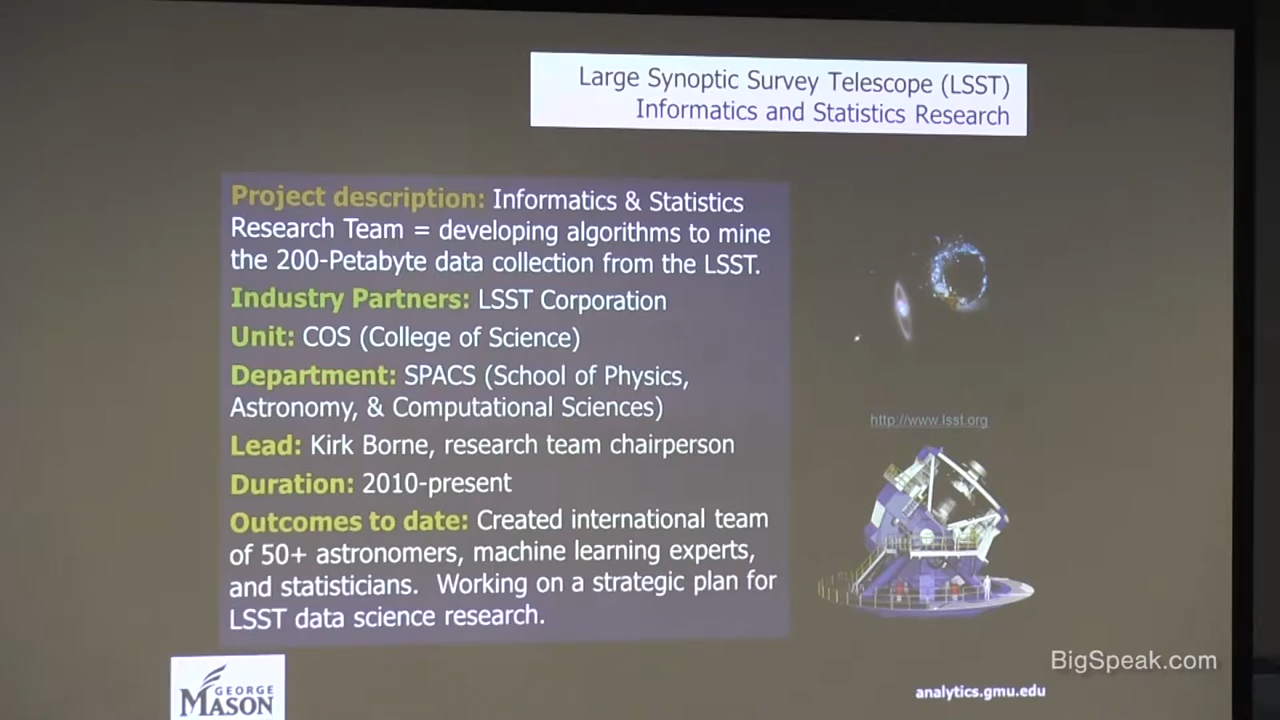 Large Synoptic Survey Telescope (LSST)
Informatics and Statistics Research
Project description: Informatics & Statistics
Research Team = developing algorithms to mine
the 200-Petabyte data collection from the LSST.
Industry Partners: LSST Corporation
Unit: COS (College of Science)
Department: SPACS (School of Physics,
Astronomy, & Computational Sciences)
Lead: Kirk Borne, research team chairperson
Duration: 2010-present
Outcomes to date: Created international team
of 50+ astronomers, machine learning experts,
and statisticians. Working on a strategic plan for
LSST data science research.
http://www.lsst.org
GEORGE
MASON
BigSpeak.com
analytics.gmu.edu